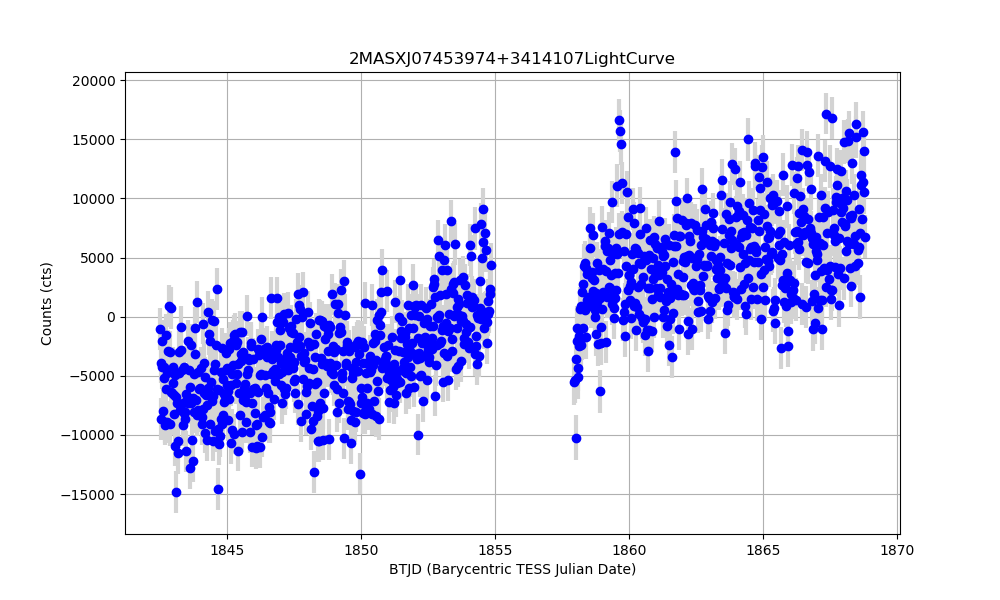 2MASXJ07453974+3414107LightCurve
20000
15000
10000
5000
0
−5000
−10000
−15000
Counts (cts)
1845 1850 1855 1860 1865 1870
BTJD (Barycentric TESS Julian Date)